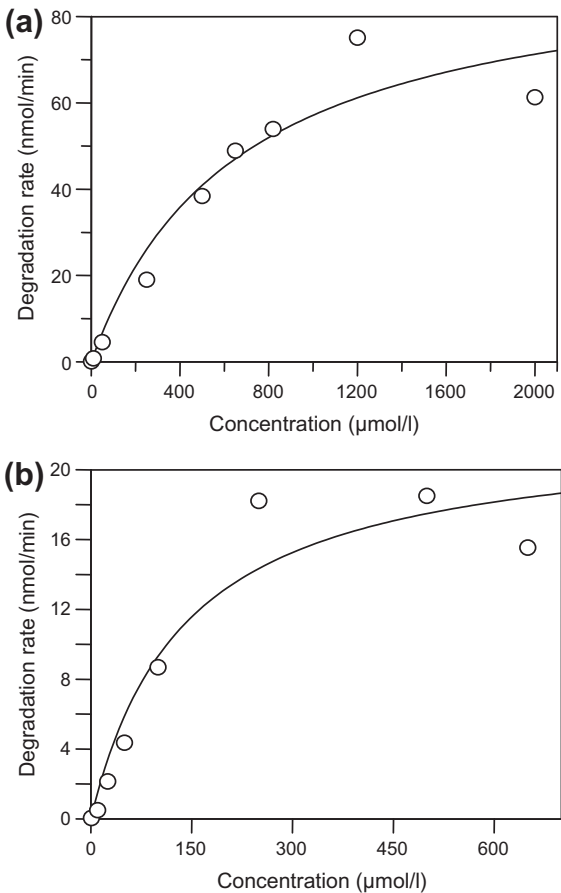 (a)
80
60
40
20
0
Degradation rate (nmol/min)
0 400 800 1200 1600 2000
Concentration (µmol/l)
(b)
20
16
12
8
4
0
Degradation rate (nmol/min)
0 150 300 450 600
Concentration (µmol/l)